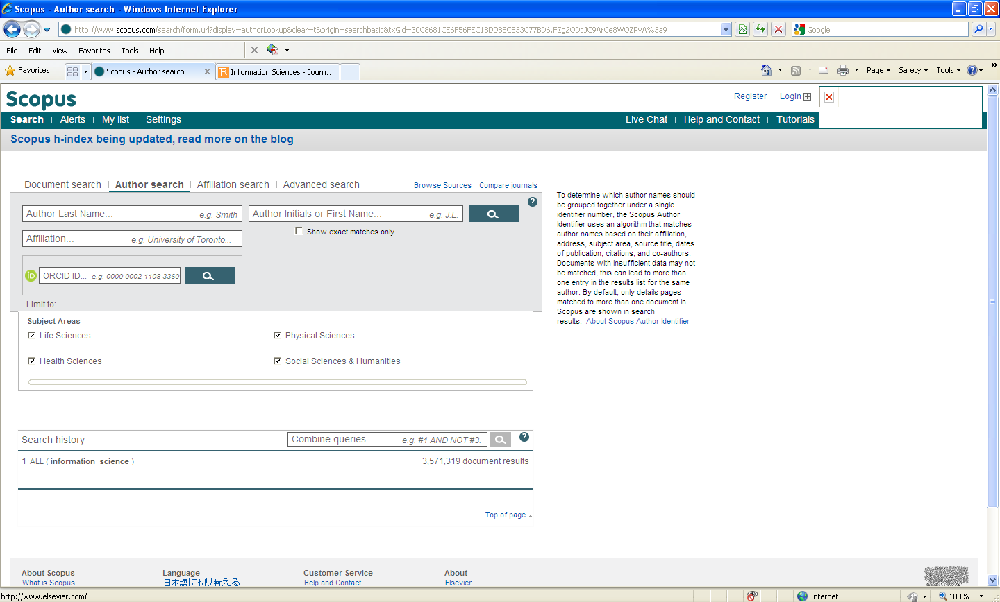 Scopus - Author search - Windows Internet Explorer
http://www.scopus.com/search/form.url?display=authorLookup&clear=t&origin=searchbasic&txGid=30C8681CE6F56FEC1BDD88C533C77BD6.FZg2ODcJC9ArCe8WOZPvA%3a9
Google
File Edit View Favorites Tools Help
Favorites
Scopus - Author search
Information Sciences - Journ...
Page Safety Tools
Scopus
Register Login
Search Alerts My list Settings
Live Chat Help and Contact Tutorials
Scopus h-index being updated, read more on the blog
Document search Author search Affiliation search Advanced search
Browse Sources Compare journals
Author Last Name... e.g. Smith
Author Initials or First Name... e.g. J.L.
Show exact matches only
Affiliation... e.g. University of Toronto...
iD ORCID ID... e.g. 0000-0002-1108-3360
Limit to:
Subject Areas
Life Sciences
Physical Sciences
Health Sciences
Social Sciences & Humanities
To determine which author names should
be grouped together under a single
identifier number, the Scopus Author
Identifier uses an algorithm that matches
author names based on their affiliation,
address, subject area, source title, dates
of publication, citations, and co-authors.
Documents with insufficient data may not
be matched, this can lead to more than
one entry in the results list for the same
author. By default, only details pages
matched to more than one document in
Scopus are shown in search
results. About Scopus Author Identifier
Search history
Combine queries... e.g. #1 AND NOT #3.
1 ALL ( information science )
3,571,319 document results
Top of page
About Scopus
What is Scopus
Language
日本語に切り替える
Customer Service
Help and Contact
About
Elsevier
http://www.elsevier.com/
Internet
100%